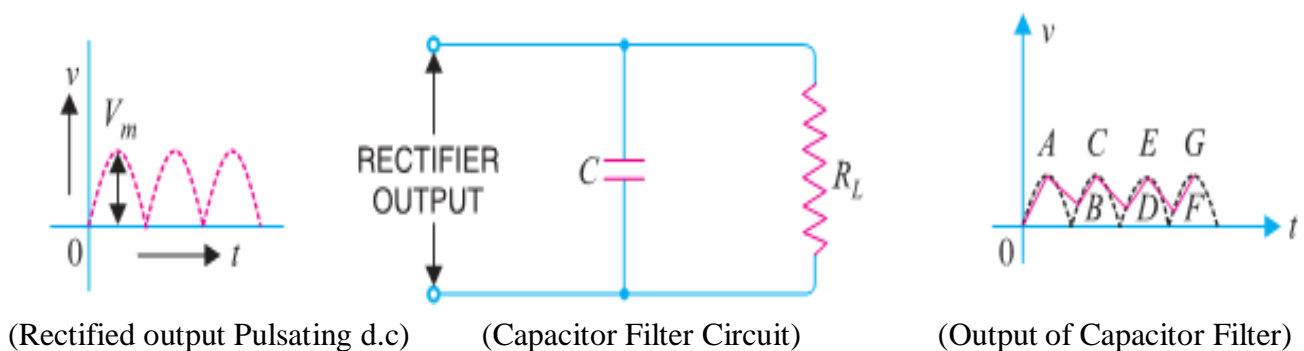 v
V_m
0
t
RECTIFIER
OUTPUT
C
R_L
v
A C E G
B D F
0
t
(Rectified output Pulsating d.c) (Capacitor Filter Circuit) (Output of Capacitor Filter)